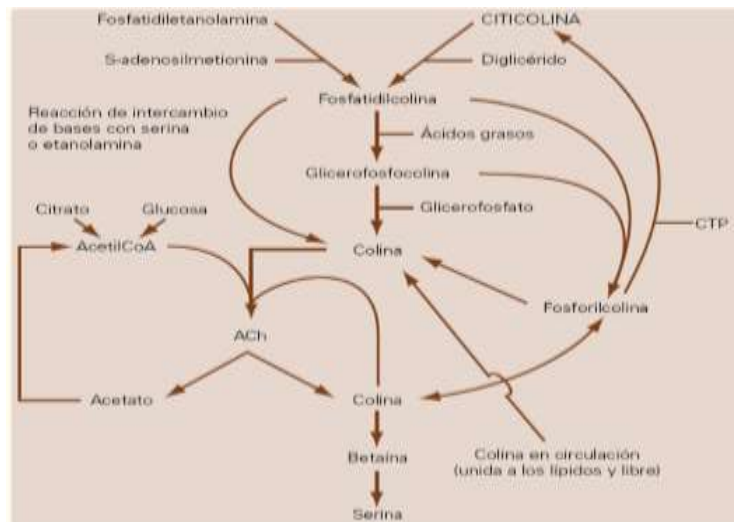 Fosfatidiletanolamina
CITICOLINA
S-adenosilmetionina
Diglicérido
Fosfatidilcolina
Reacción de intercambio
de bases con serina
o etanolamina
Ácidos grasos
Glicerofosfocolina
Citrato
Glucosa
Glicerofosfato
CTP
AcetilCoA
Colina
Fosforilcolina
ACh
Acetato
Colina
Betaína
Colina en circulación
(unida a los lípidos y libre)
Serina